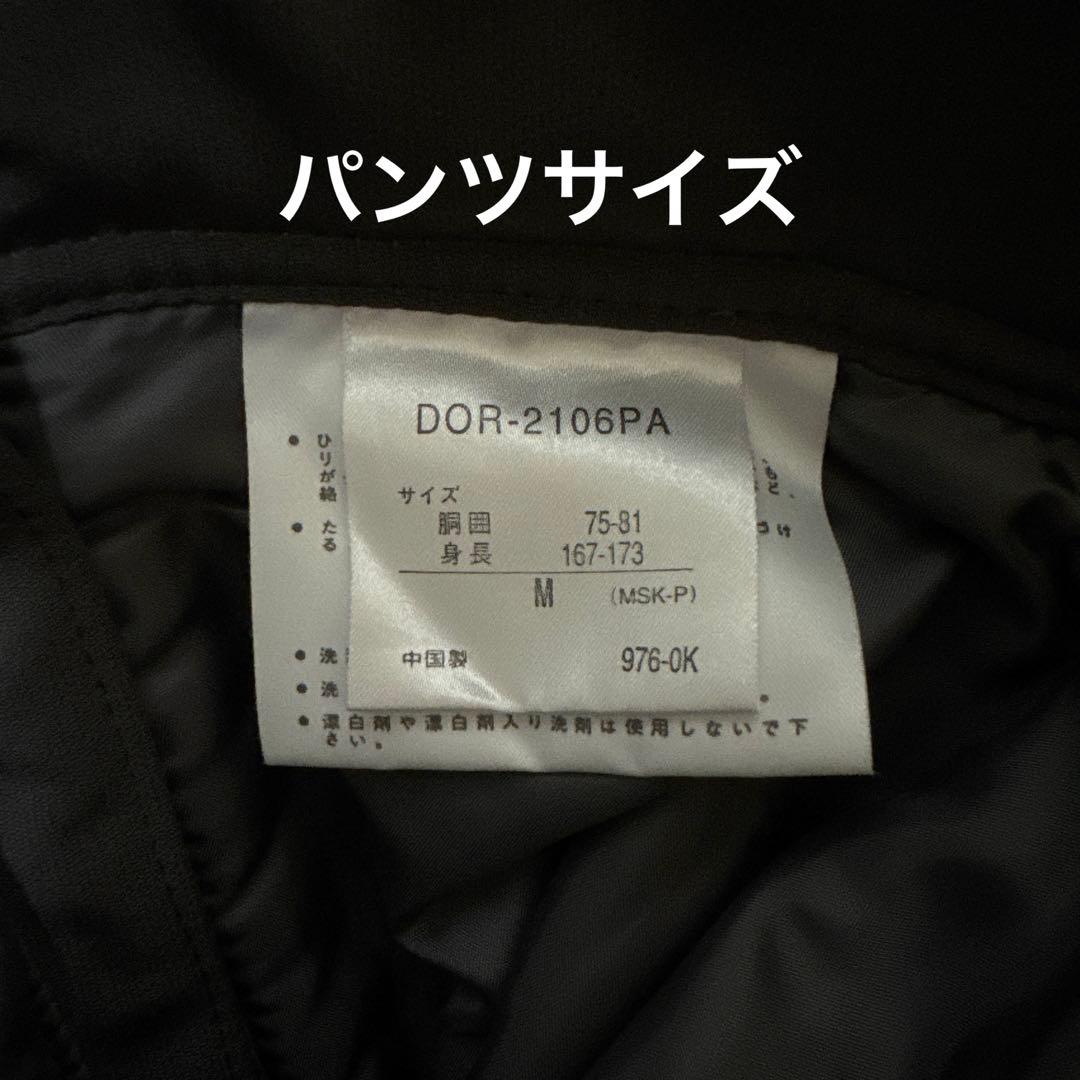 パンツサイズ
DOR-2106PA
サイズ
胴囲 75-81
身長 167-173
M (MSK-P)
中国製 976-0K
● ひ
りが
絡
● た
る
● 洗
● 洗
● 漂白剤や漂白剤入り洗剤は使用しないで下
さい。